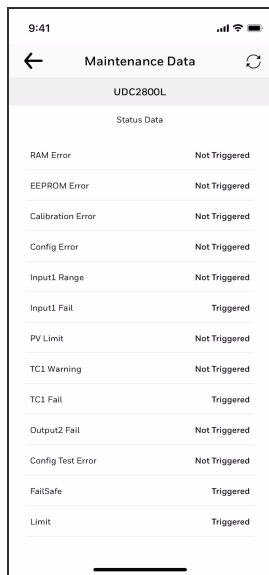 9:41
Maintenance Data
UDC2800L
Status Data
RAM Error Not Triggered
EEPROM Error Not Triggered
Calibration Error Not Triggered
Config Error Not Triggered
Input1 Range Not Triggered
Input1 Fail Triggered
PV Limit Not Triggered
TC1 Warning Not Triggered
TC1 Fail Triggered
Output2 Fail Not Triggered
Config Test Error Not Triggered
FailSafe Triggered
Limit Triggered